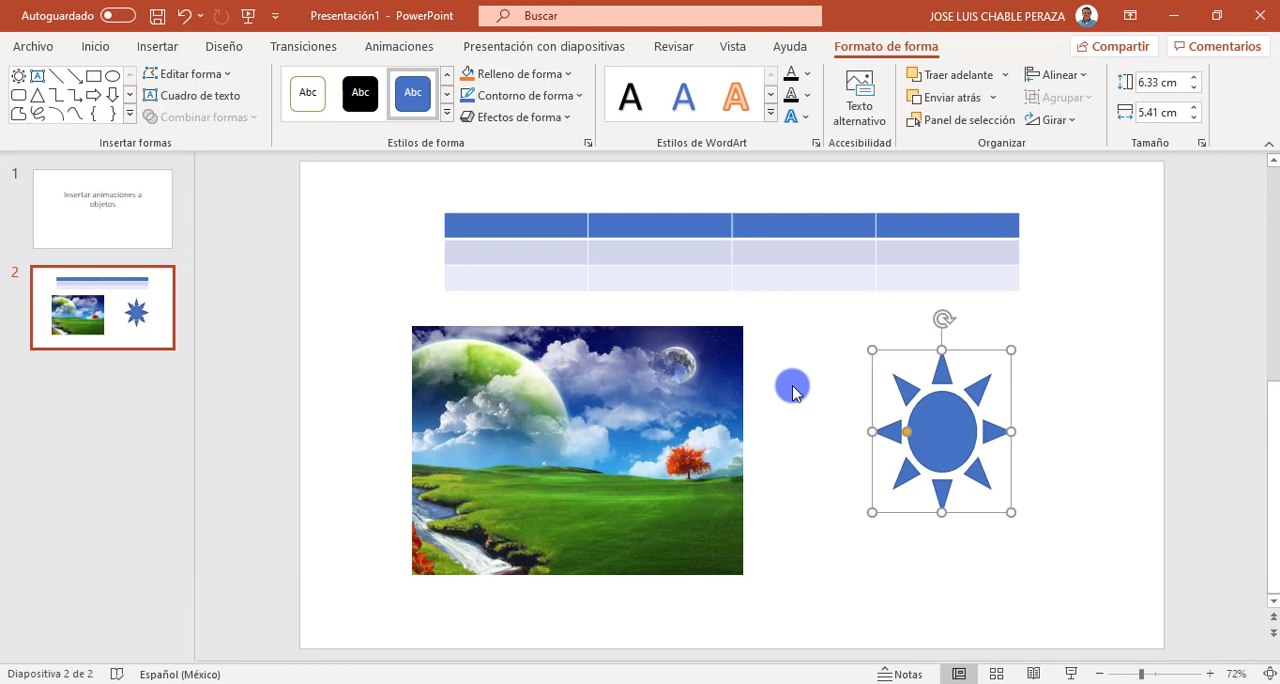 Autoguardado
Presentación1 - PowerPoint
Buscar
JOSE LUIS CHABLE PERAZA
Archivo
Inicio
Insertar
Diseño
Transiciones
Animaciones
Presentación con diapositivas
Revisar
Vista
Ayuda
Formato de forma
Compartir
Comentarios
Editar forma
Cuadro de texto
Combinar formas
Insertar formas
Abc
Abc
Abc
Relleno de forma
Contorno de forma
Efectos de forma
Estilos de forma
A
A
A
A
A
A
Estilos de WordArt
Texto
alternativo
Accesibilidad
Traer adelante
Enviar atrás
Panel de selección
Alinear
Agrupar
Girar
Organizar
6.33 cm
5.41 cm
Tamaño
1
Insertar animaciones a
objetos
2
Diapositiva 2 de 2
Español (México)
Notas
72%